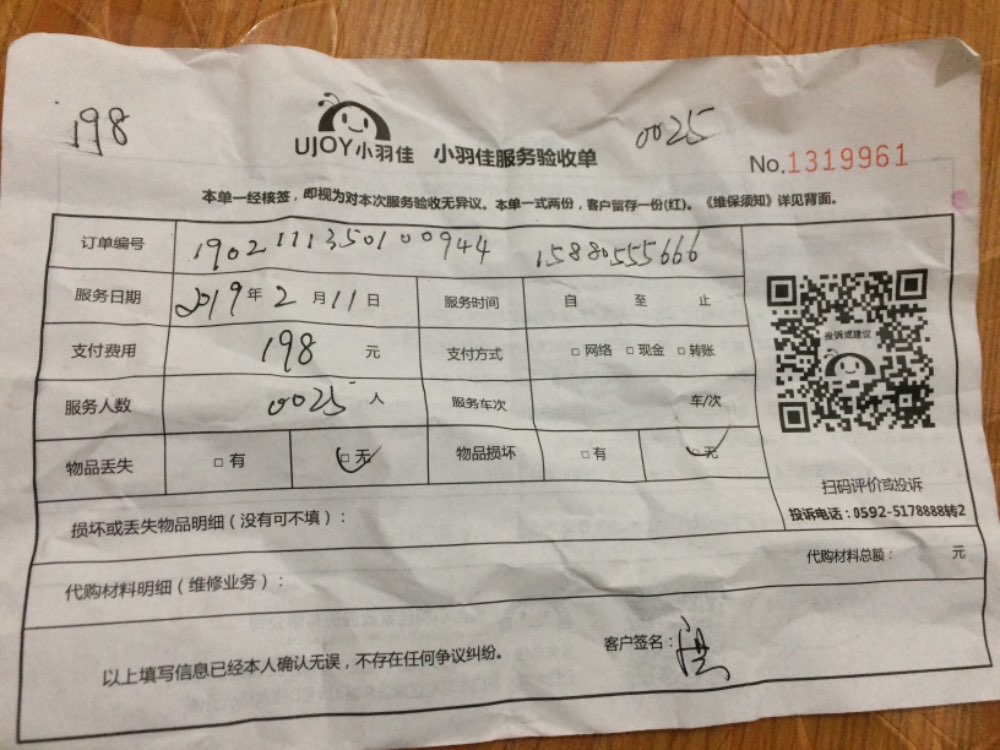 198
0025
UJOY小羽佳 小羽佳服务验收单
No.1319961
本单一经核签，即视为对本次服务验收无异议。本单一式两份，客户留存一份(红)。《维保须知》详见背面。
订单编号 19021111350100944 15880555666
服务日期 2019年2月11日 服务时间 自 至 止
支付费用 198元 支付方式 □网络 □现金 □转账
投诉或建议
服务人数 0025人 服务车次 车/次
物品丢失 □有 □无 物品损坏 □有 □无
扫码评价或投诉
投诉电话：0592-5178888转2
损坏或丢失物品明细（没有可不填）：
代购材料总额： 元
代购材料明细（维修业务）：
以上填写信息已经本人确认无误，不存在任何争议纠纷。 客户签名：